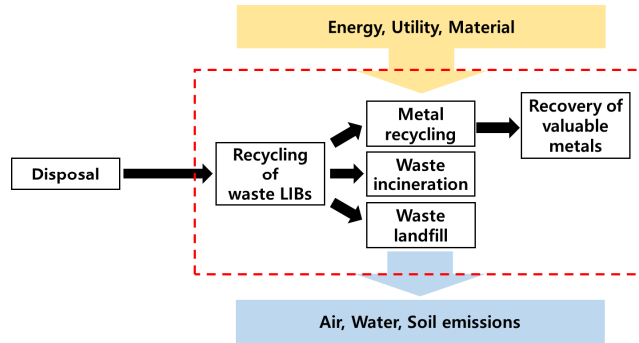 Energy, Utility, Material
Metal
recycling
Recovery of
valuable
metals
Disposal
Recycling
of
waste LIBs
Waste
incineration
Waste
landfill
Air, Water, Soil emissions